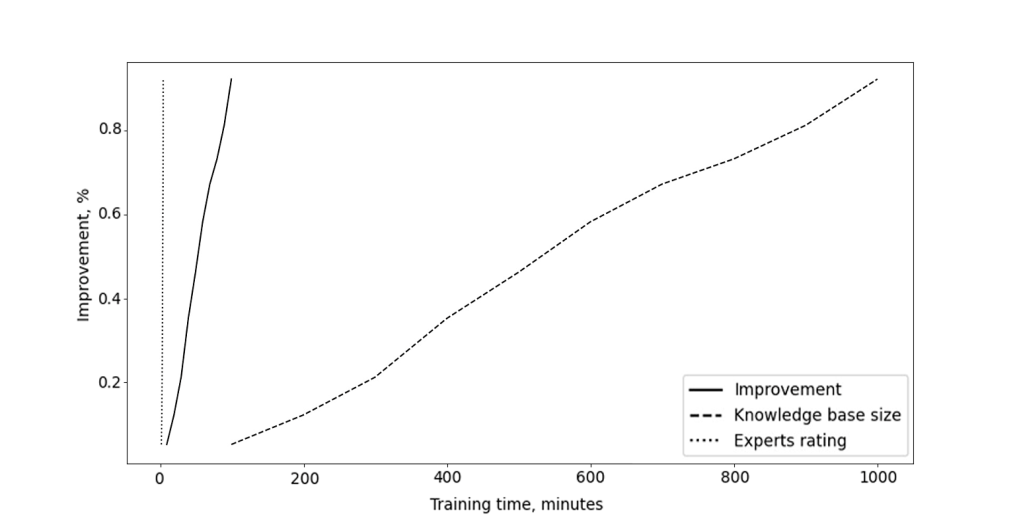 Improvement, %
0.8
0.6
0.4
0.2
0 200 400 600 800 1000
Training time, minutes
Improvement
Knowledge base size
Experts rating